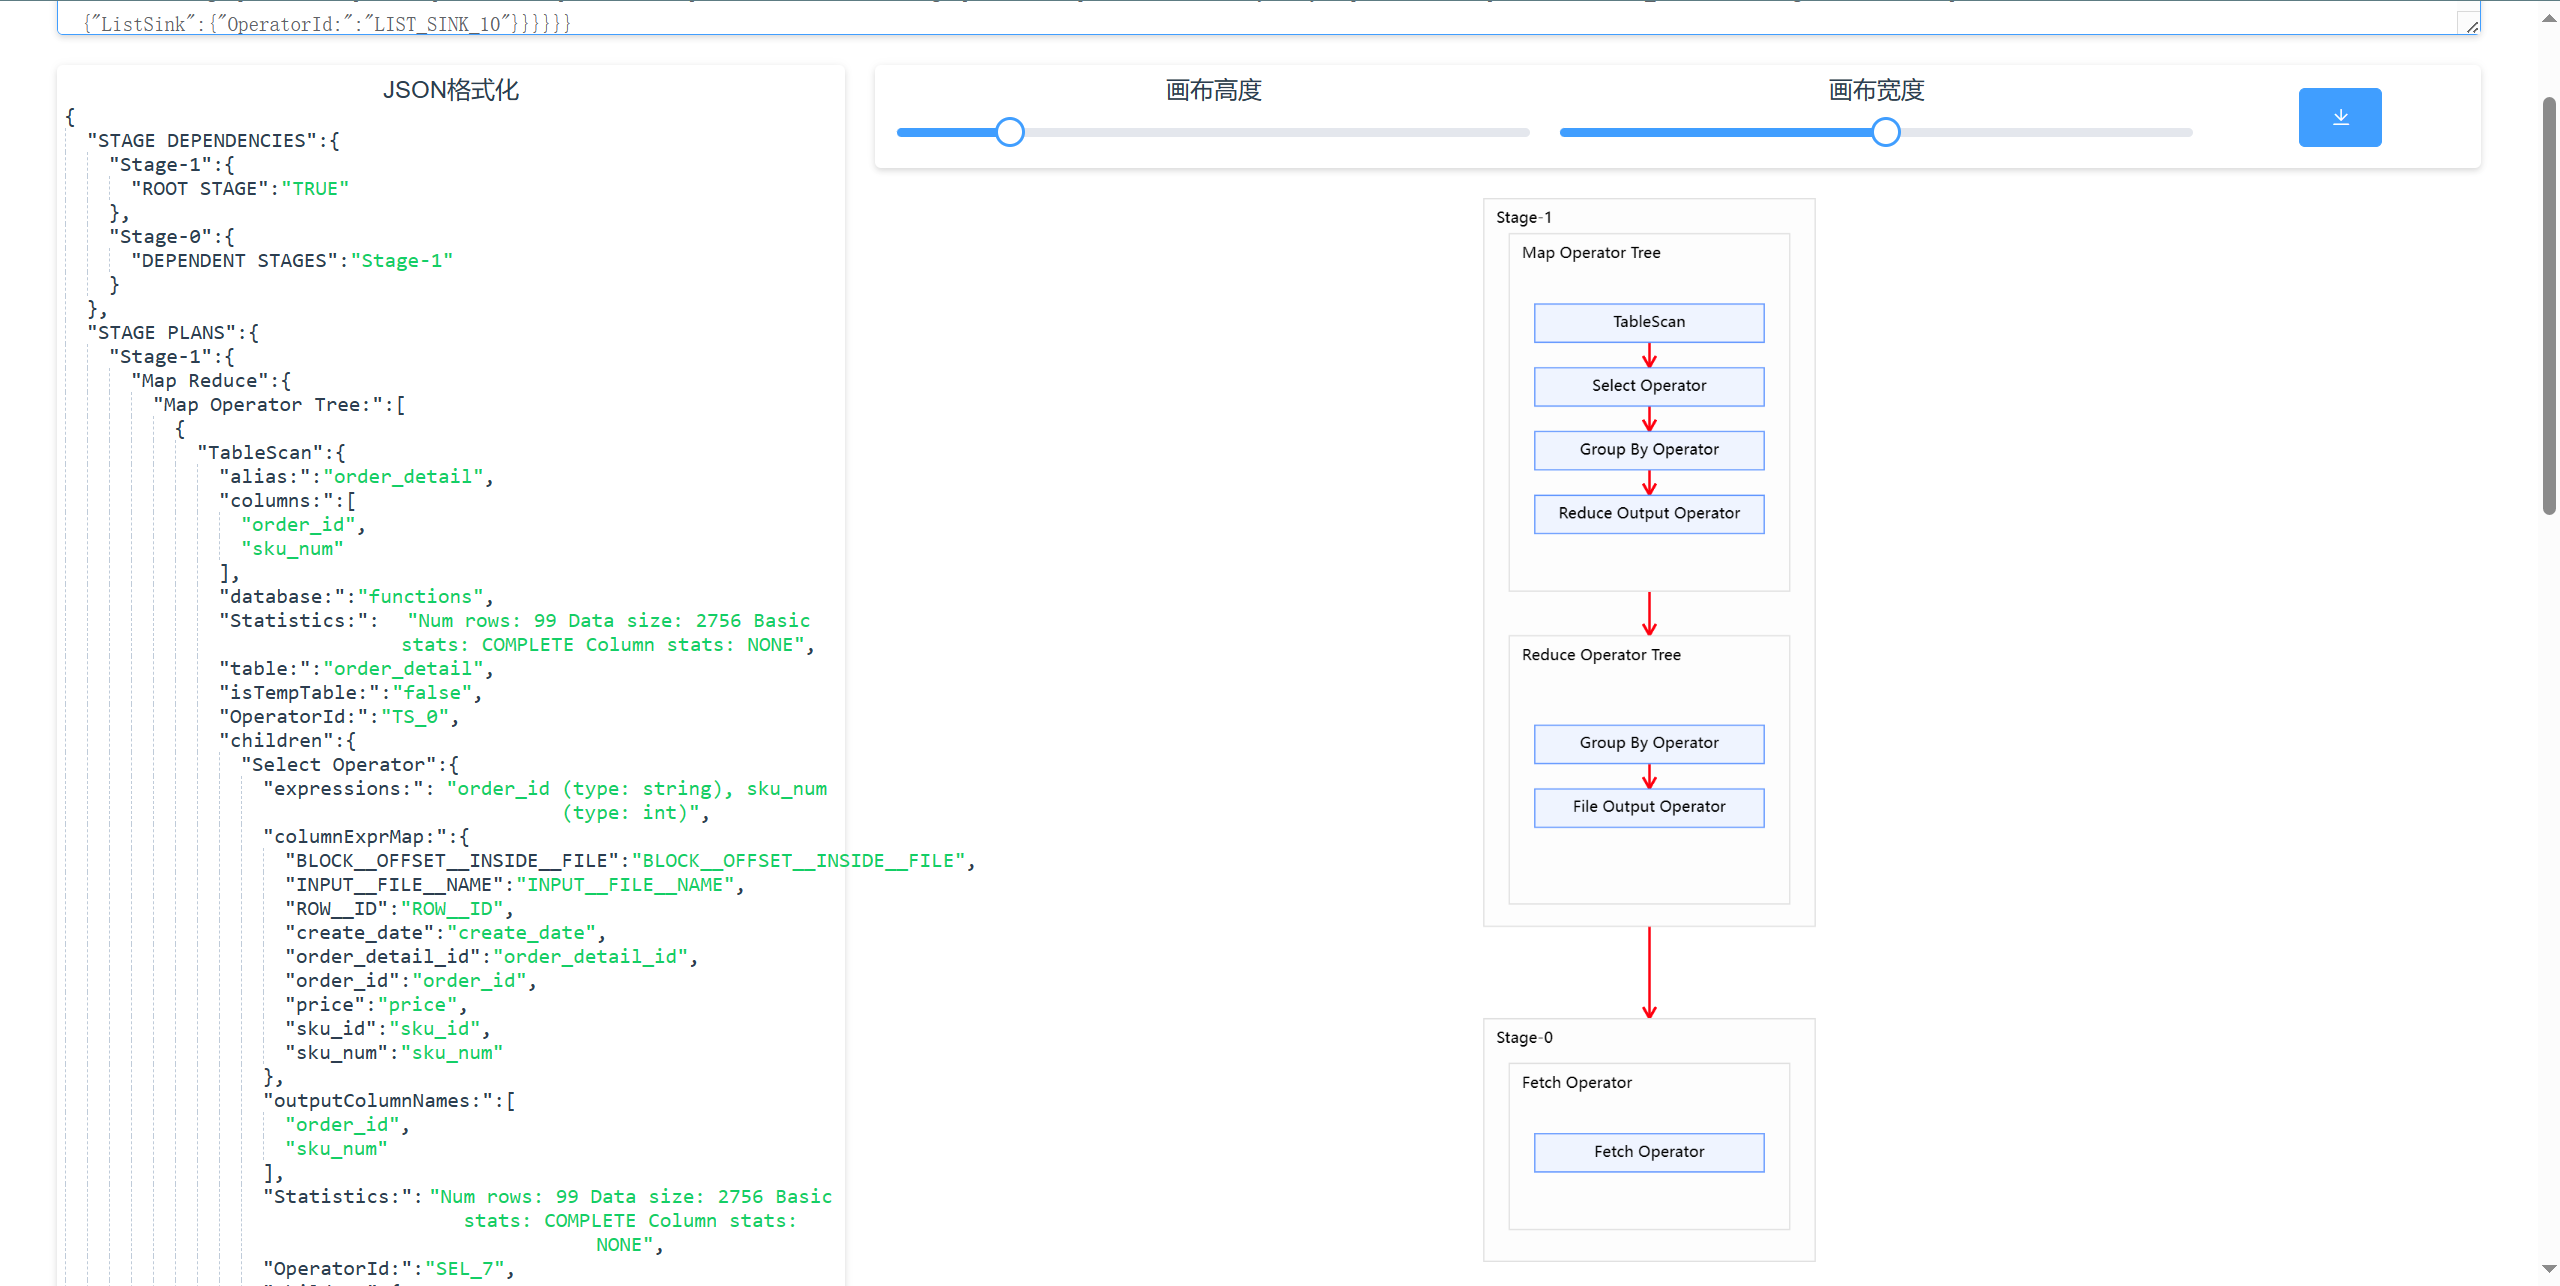 {"ListSink":{"OperatorId:":"LIST_SINK_10"}}}}}}
JSON格式化
{
"STAGE DEPENDENCIES":{
"Stage-1":{
"ROOT STAGE":"TRUE"
},
"Stage-0":{
"DEPENDENT STAGES":"Stage-1"
}
},
"STAGE PLANS":{
"Stage-1":{
"Map Reduce":{
"Map Operator Tree:":[
{
"TableScan":{
"alias:":"order_detail",
"columns:":[
"order_id",
"sku_num"
],
"database:":"functions",
"Statistics:": "Num rows: 99 Data size: 2756 Basic
stats: COMPLETE Column stats: NONE",
"table:":"order_detail",
"isTempTable:":"false",
"OperatorId:":"TS_0",
"children":{
"Select Operator":{
"expressions:": "order_id (type: string), sku_num
(type: int)",
"columnExprMap:":{
"BLOCK__OFFSET__INSIDE__FILE":"BLOCK__OFFSET__INSIDE__FILE",
"INPUT__FILE__NAME":"INPUT__FILE__NAME",
"ROW__ID":"ROW__ID",
"create_date":"create_date",
"order_detail_id":"order_detail_id",
"order_id":"order_id",
"price":"price",
"sku_id":"sku_id",
"sku_num":"sku_num"
},
"outputColumnNames:":[
"order_id",
"sku_num"
],
"Statistics:": "Num rows: 99 Data size: 2756 Basic
stats: COMPLETE Column stats:
NONE",
"OperatorId:":"SEL_7",
画布高度
画布宽度
Stage-1
Map Operator Tree
TableScan
Select Operator
Group By Operator
Reduce Output Operator
Reduce Operator Tree
Group By Operator
File Output Operator
Stage-0
Fetch Operator
Fetch Operator